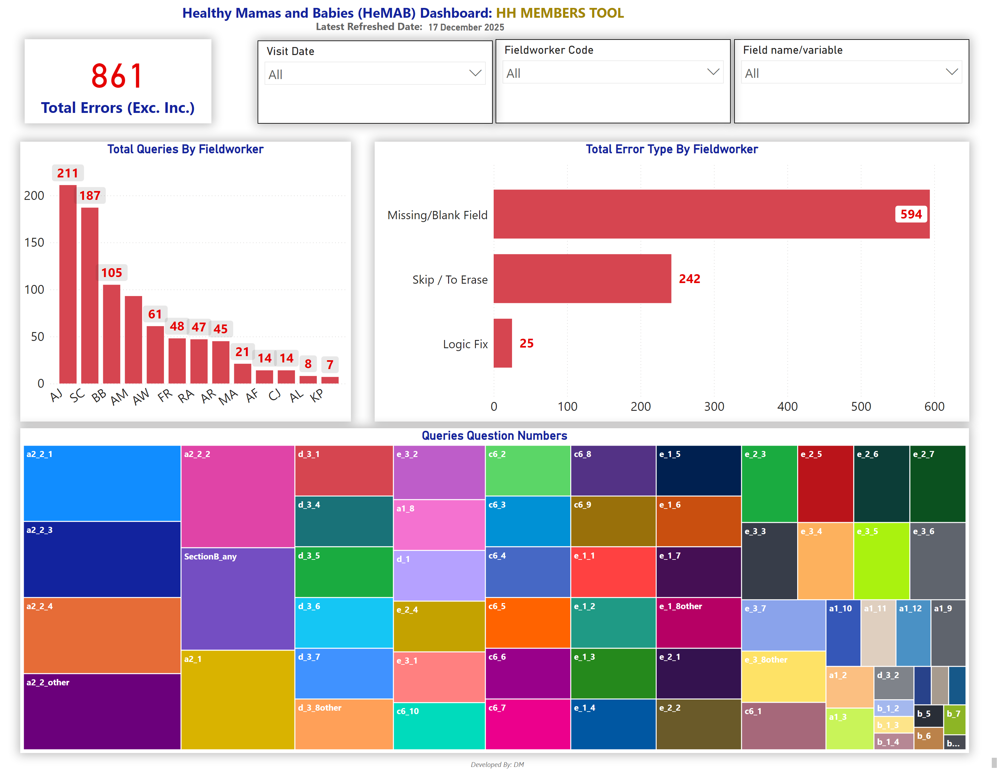 Healthy Mamas and Babies (HeMAB) Dashboard: HH MEMBERS TOOL
Latest Refreshed Date: 17 December 2025
861
Total Errors (Exc. Inc.)
Visit Date
All
Fieldworker Code
All
Field name/variable
All
Total Queries By Fieldworker
211
187
105
61
48
47
45
21
14
14
8
7
200
150
100
50
0
AJ
SC
BB
AM
AW
FR
RA
AR
MA
AF
CJ
AL
KP
Total Error Type By Fieldworker
Missing/Blank Field
594
Skip / To Erase
242
Logic Fix
25
0
100
200
300
400
500
600
Queries Question Numbers
a2_2_1
a2_2_3
a2_2_4
a2_2_other
a2_2_2
SectionB_any
a2_1
d_3_1
d_3_4
d_3_5
d_3_6
d_3_7
d_3_8other
e_3_2
a1_8
d_1
e_2_4
e_3_1
c6_10
c6_2
c6_3
c6_4
c6_5
c6_6
c6_7
c6_8
c6_9
e_1_1
e_1_2
e_1_3
e_1_4
e_1_5
e_1_6
e_1_7
e_1_8other
e_2_1
e_2_2
e_2_3
e_2_5
e_2_6
e_2_7
e_3_3
e_3_4
e_3_5
e_3_6
e_3_7
e_3_8other
c6_1
a1_10
a1_11
a1_12
a1_9
a1_2
a1_3
d_3_2
b_1_2
b_1_3
b_1_4
b_5
b_6
b_7
b...
Developed By: DM